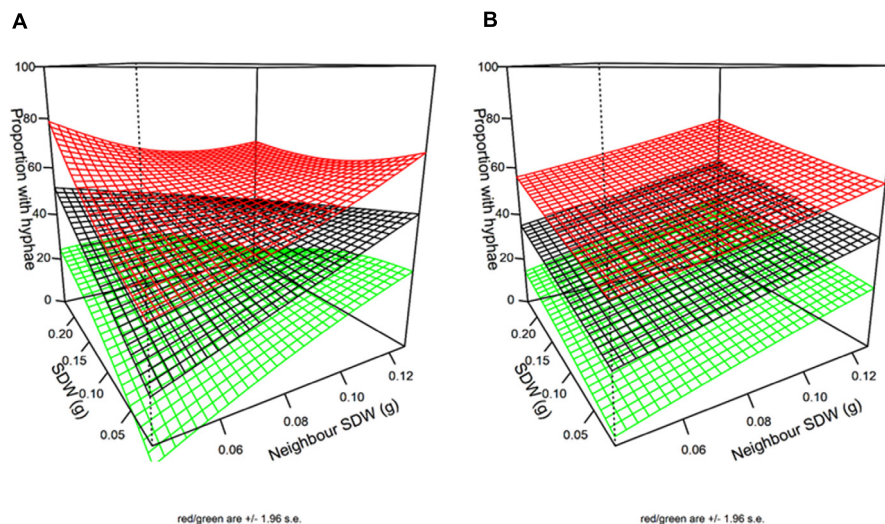 A
100
80
60
40
20
0
Proportion with hyphae
0.20
0.15
0.10
0.05
SDW (g)
0.06
0.08
0.10
0.12
Neighbour SDW (g)
red/green are +/- 1.96 s.e.
B
100
80
60
40
20
0
Proportion with hyphae
0.20
0.15
0.10
0.05
SDW (g)
0.06
0.08
0.10
0.12
Neighbour SDW (g)
red/green are +/- 1.96 s.e.